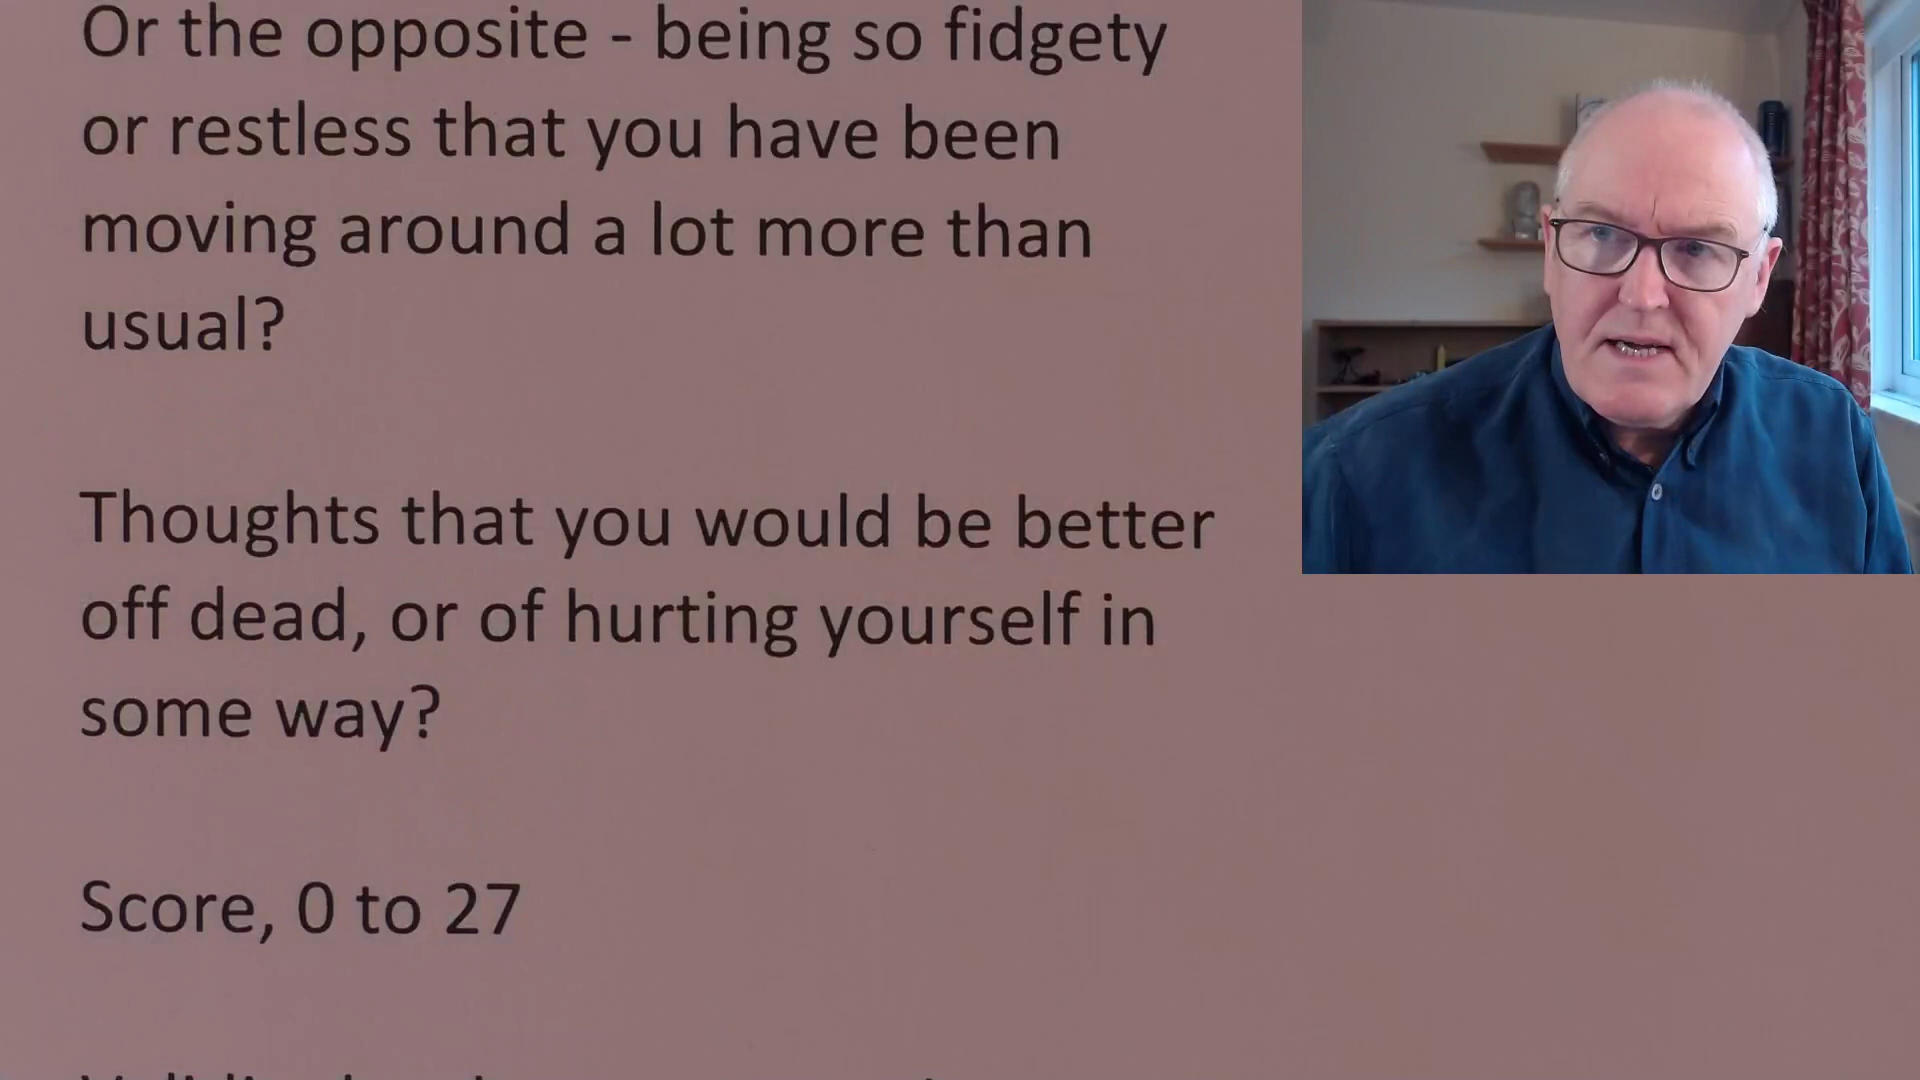 Or the opposite - being so fidgety
or restless that you have been
moving around a lot more than
usual?
Thoughts that you would be better
off dead, or of hurting yourself in
some way?
Score, 0 to 27